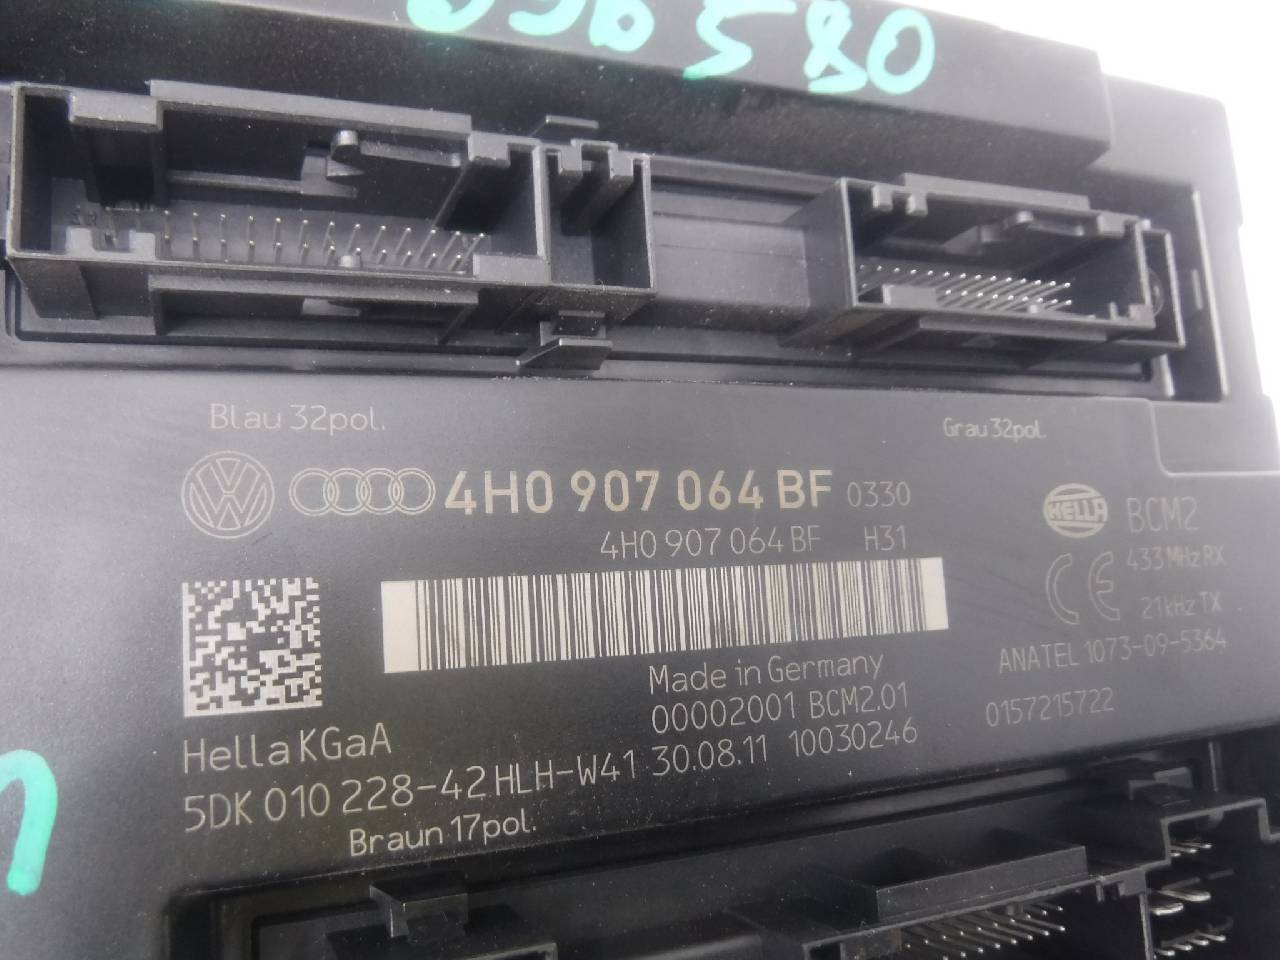 580
Blau 32pol.
Grau 32pol.
4H0 907 064 BF 0330
HELLA BCM2
4H0 907 064 BF H31
CE 433 MHz RX
21kHz TX
Made in Germany
ANATEL 1073-09-5364
00002001 BCM2.01
0157215722
Hella KGaA
5DK 010 228-42 HLH-W41 30.08.11 10030246
Braun 17pol.